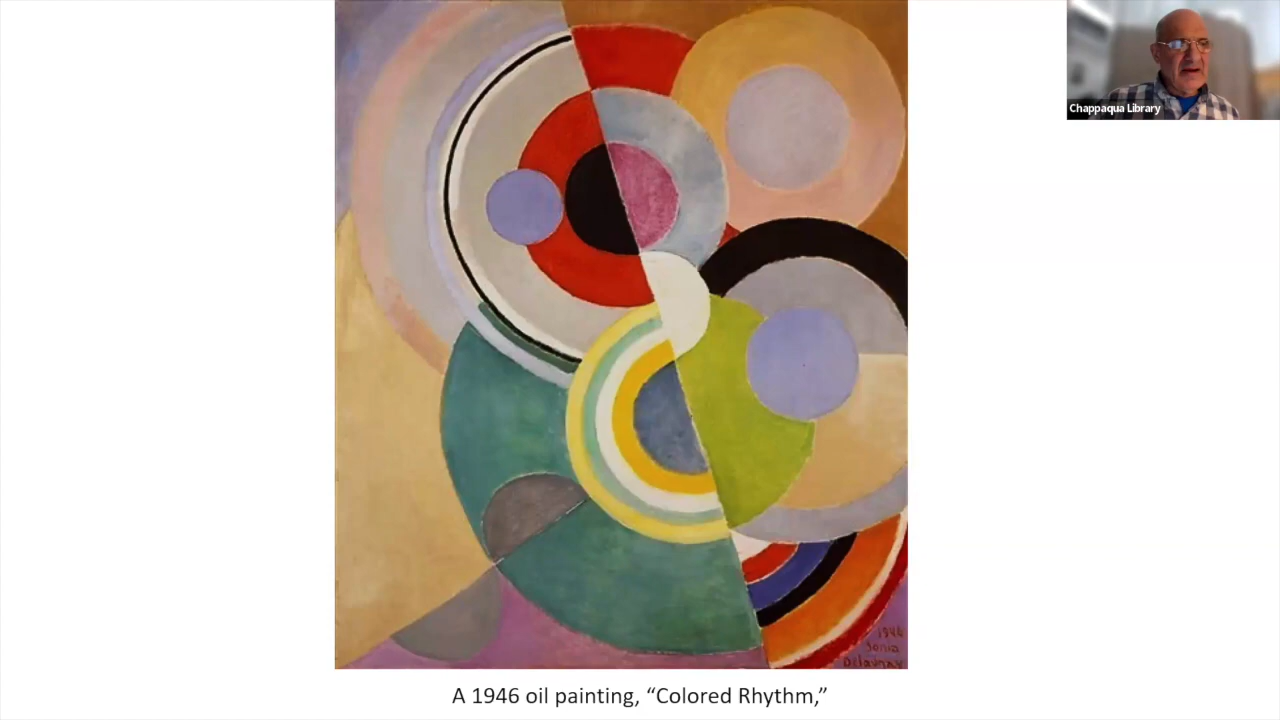 Chappaqua Library
1946
Sonia
Delaunay
A 1946 oil painting, “Colored Rhythm,”